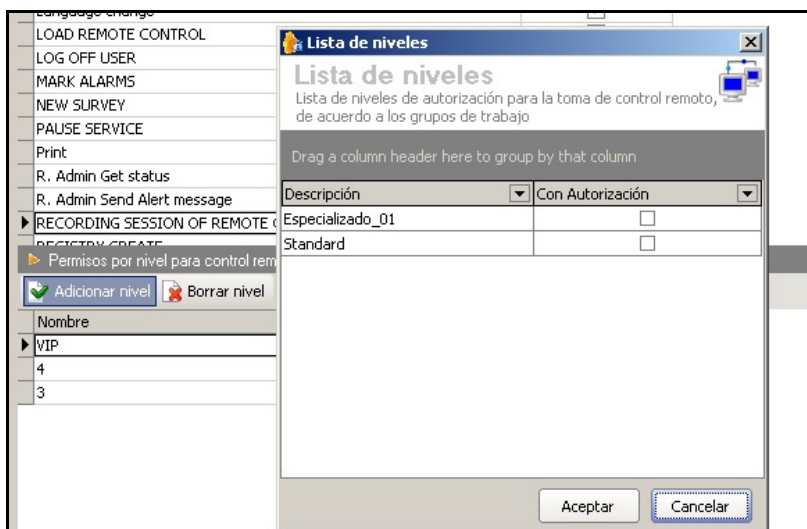 Language change
LOAD REMOTE CONTROL
LOG OFF USER
MARK ALARMS
NEW SURVEY
PAUSE SERVICE
Print
R. Admin Get status
R. Admin Send Alert message
RECORDING SESSION OF REMOTE
REGISTRY CREATE
Permisos por nivel para control rem
Adicionar nivel Borrar nivel
Nombre
VIP
4
3
Lista de niveles
Lista de niveles
Lista de niveles de autorización para la toma de control remoto,
de acuerdo a los grupos de trabajo
Drag a column header here to group by that column
Descripción Con Autorización
Especializado_01
Standard
Aceptar Cancelar